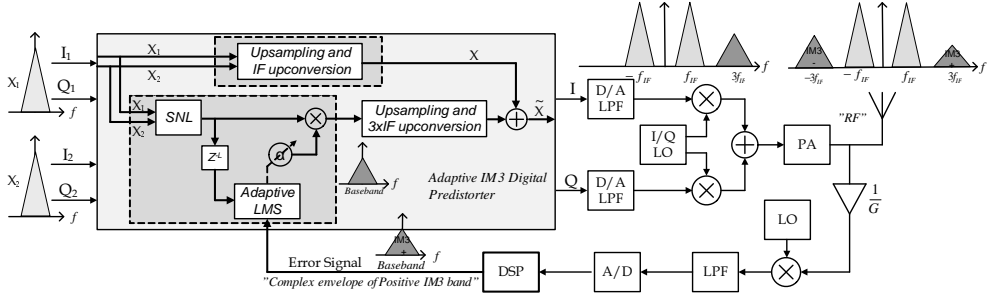 X1
I1
Q1
f
X2
I2
Q2
f
X1
X2
Upsampling and
IF upconversion
X
X1
X2
SNL
Z-L
α
Adaptive
LMS
Upsampling and
3xIF upconversion
X̃
Baseband
f
Adaptive IM3 Digital
Predistorter
I
Q
D/A
LPF
D/A
LPF
I/Q
LO
PA
"RF"
1
G
LO
LPF
A/D
DSP
IM3
+
Baseband
f
Error Signal
"Complex envelope of Positive IM3 band"
− fIF
fIF
3fIF
f
IM3
-
IM3
+
−3fIF
− fIF
fIF
3fIF
f